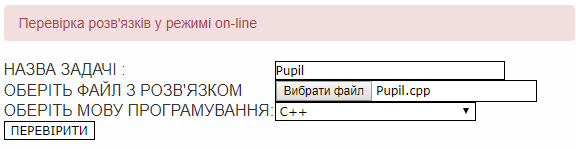 Перевірка розв'язків у режимі on-line
НАЗВА ЗАДАЧІ : Pupil
ОБЕРІТЬ ФАЙЛ З РОЗВ'ЯЗКОМ Вибрати файл Pupil.cpp
ОБЕРІТЬ МОВУ ПРОГРАМУВАННЯ: C++
ПЕРЕВІРИТИ